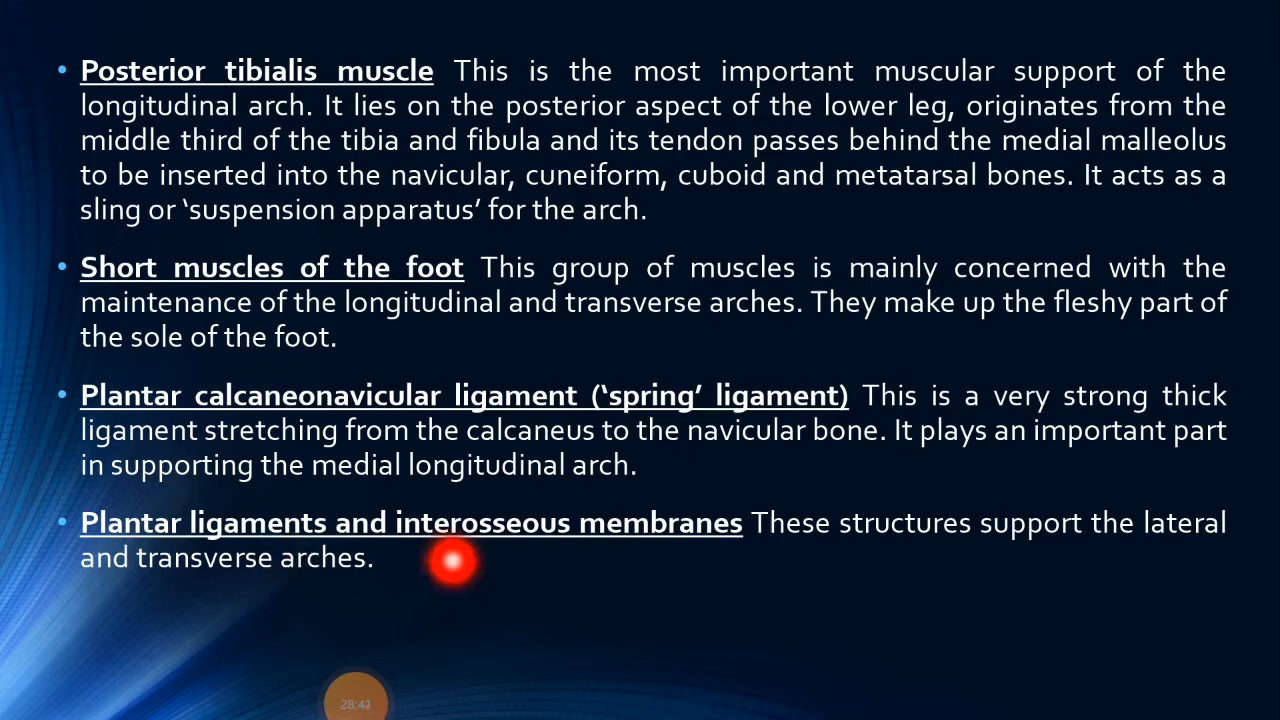 • Posterior tibialis muscle This is the most important muscular support of the
longitudinal arch. It lies on the posterior aspect of the lower leg, originates from the
middle third of the tibia and fibula and its tendon passes behind the medial malleolus
to be inserted into the navicular, cuneiform, cuboid and metatarsal bones. It acts as a
sling or ‘suspension apparatus’ for the arch.
• Short muscles of the foot This group of muscles is mainly concerned with the
maintenance of the longitudinal and transverse arches. They make up the fleshy part of
the sole of the foot.
• Plantar calcaneonavicular ligament (‘spring’ ligament) This is a very strong thick
ligament stretching from the calcaneus to the navicular bone. It plays an important part
in supporting the medial longitudinal arch.
• Plantar ligaments and interosseous membranes These structures support the lateral
and transverse arches.